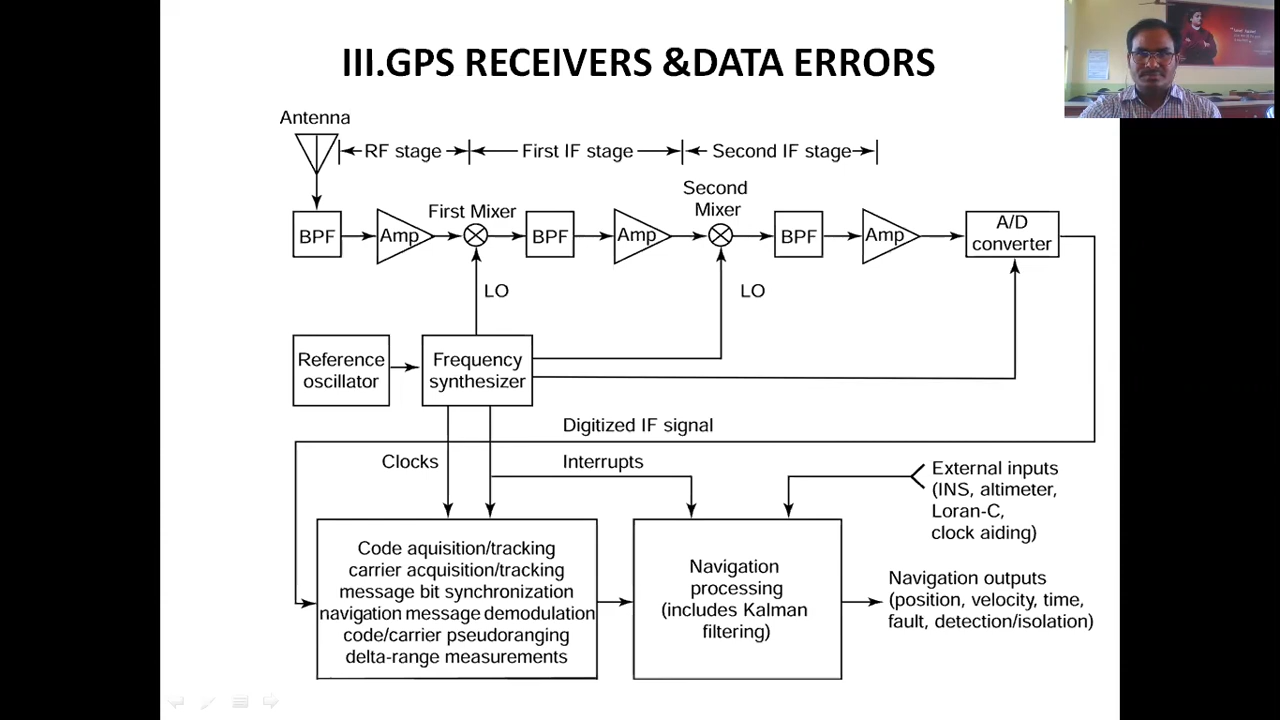 III.GPS RECEIVERS &DATA ERRORS
Antenna
RF stage
First IF stage
Second IF stage
First Mixer
Second
Mixer
BPF
Amp
BPF
Amp
BPF
Amp
A/D
converter
LO
LO
Reference
oscillator
Frequency
synthesizer
Digitized IF signal
Clocks
Interrupts
External inputs
(INS, altimeter,
Loran-C,
clock aiding)
Code aquisition/tracking
carrier acquisition/tracking
message bit synchronization
navigation message demodulation
code/carrier pseudoranging
delta-range measurements
Navigation
processing
(includes Kalman
filtering)
Navigation outputs
(position, velocity, time,
fault, detection/isolation)